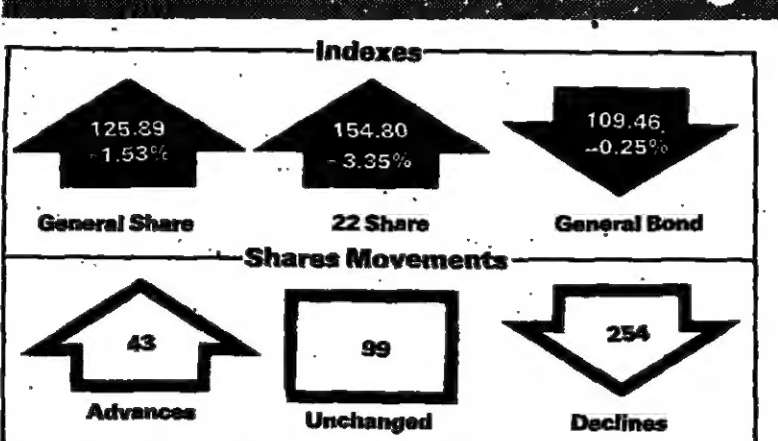 Indexes
125.89 154.80 109.46
-1.53% -3.35% -0.25%
General Share 22 Share General Bond
Shares Movements
43 99 254
Advances Unchanged Declines